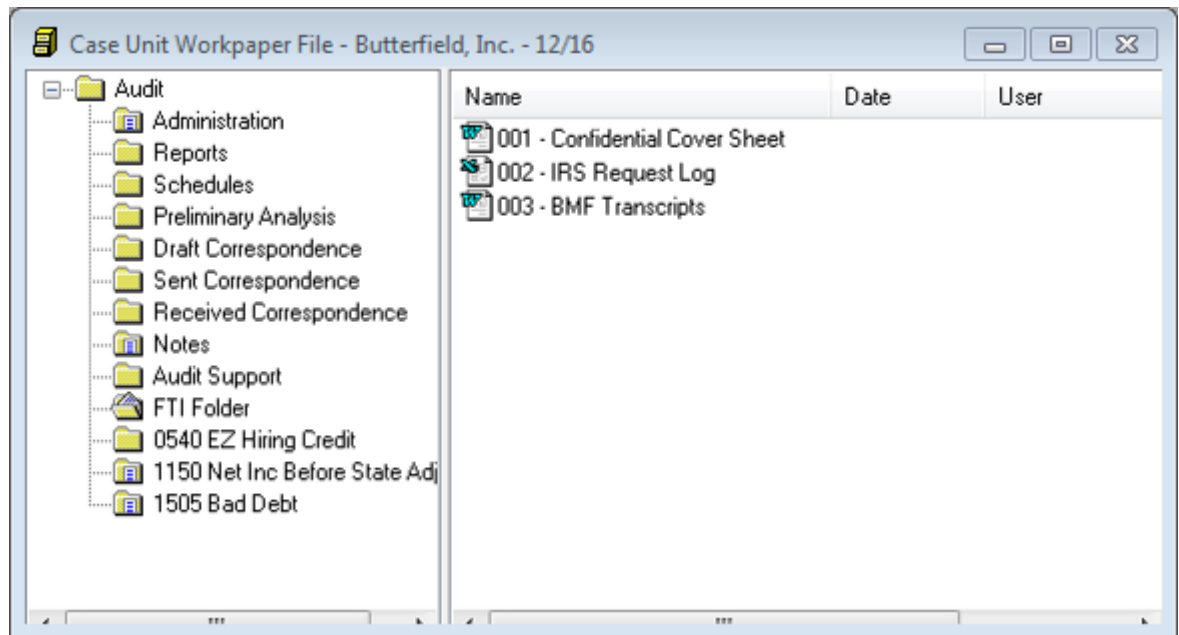 Case Unit Workpaper File - Butterfield, Inc. - 12/16
Audit
Administration
Reports
Schedules
Preliminary Analysis
Draft Correspondence
Sent Correspondence
Received Correspondence
Notes
Audit Support
FTI Folder
0540 EZ Hiring Credit
1150 Net Inc Before State Adj
1505 Bad Debt
Name Date User
001 - Confidential Cover Sheet
002 - IRS Request Log
003 - BMF Transcripts